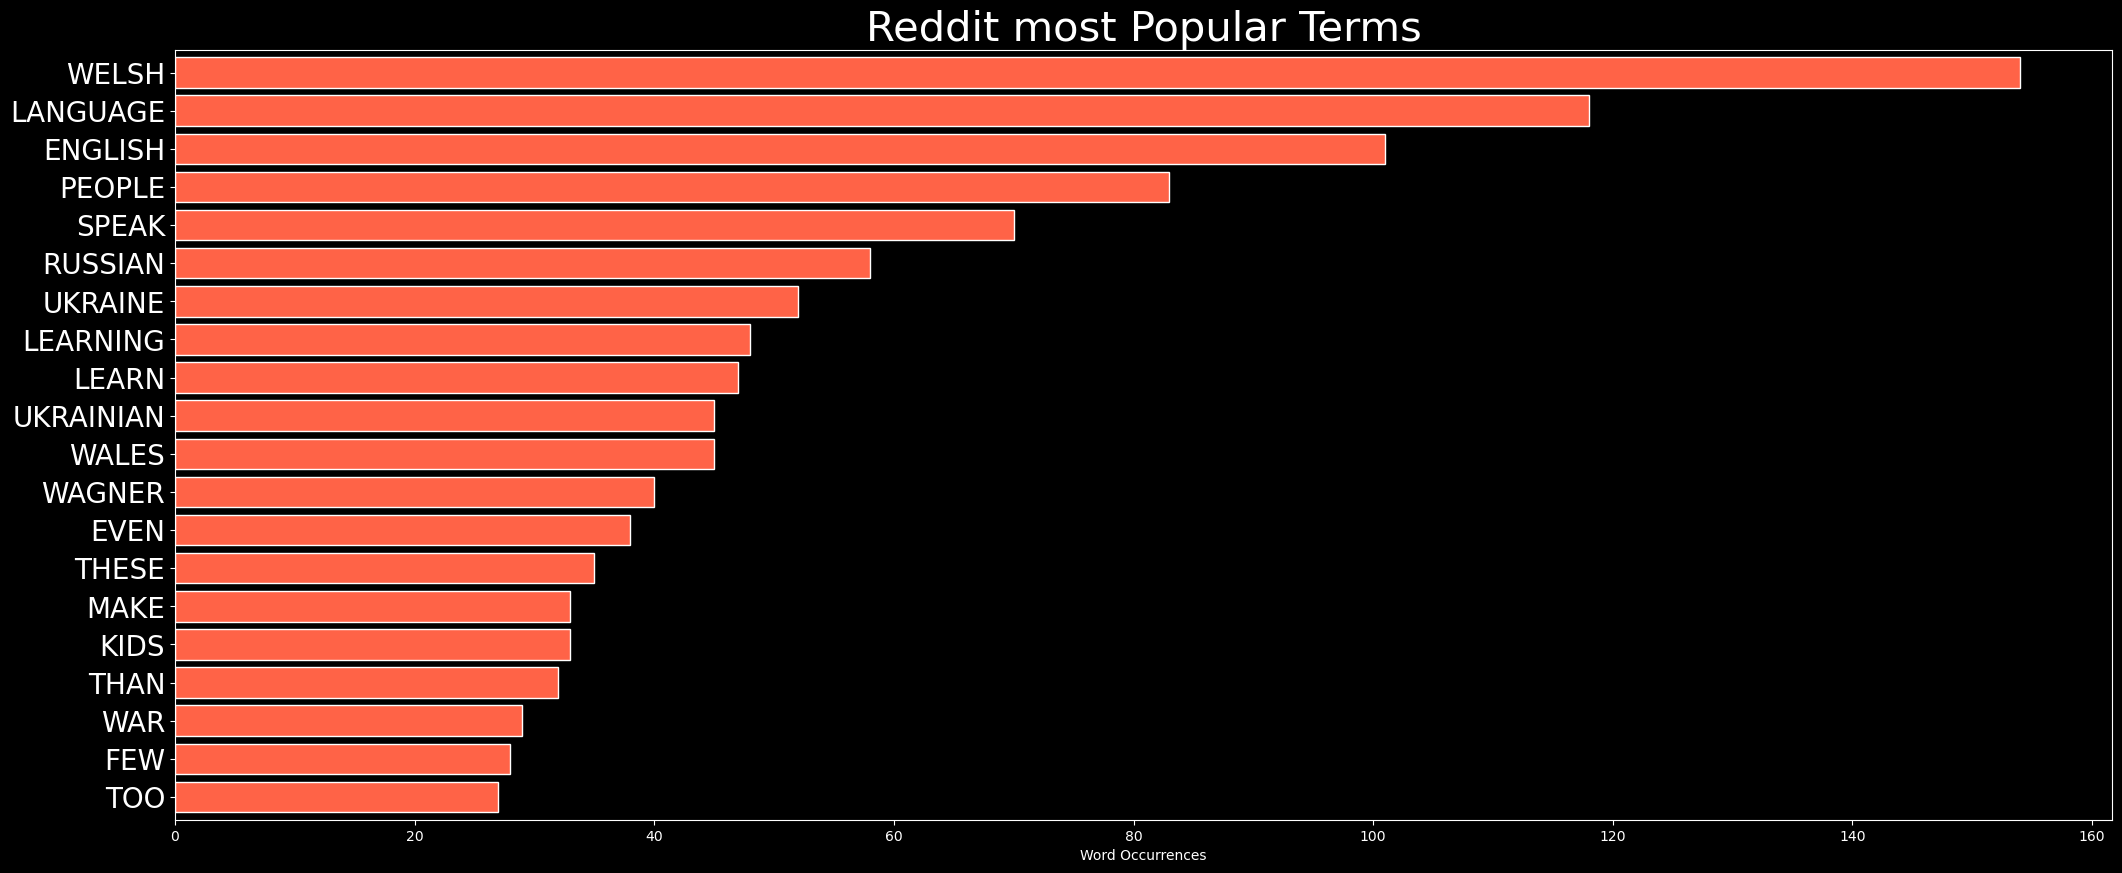 Reddit most Popular Terms
WELSH
LANGUAGE
ENGLISH
PEOPLE
SPEAK
RUSSIAN
UKRAINE
LEARNING
LEARN
UKRAINIAN
WALES
WAGNER
EVEN
THESE
MAKE
KIDS
THAN
WAR
FEW
TOO
0 20 40 60 80 100 120 140 160
Word Occurrences